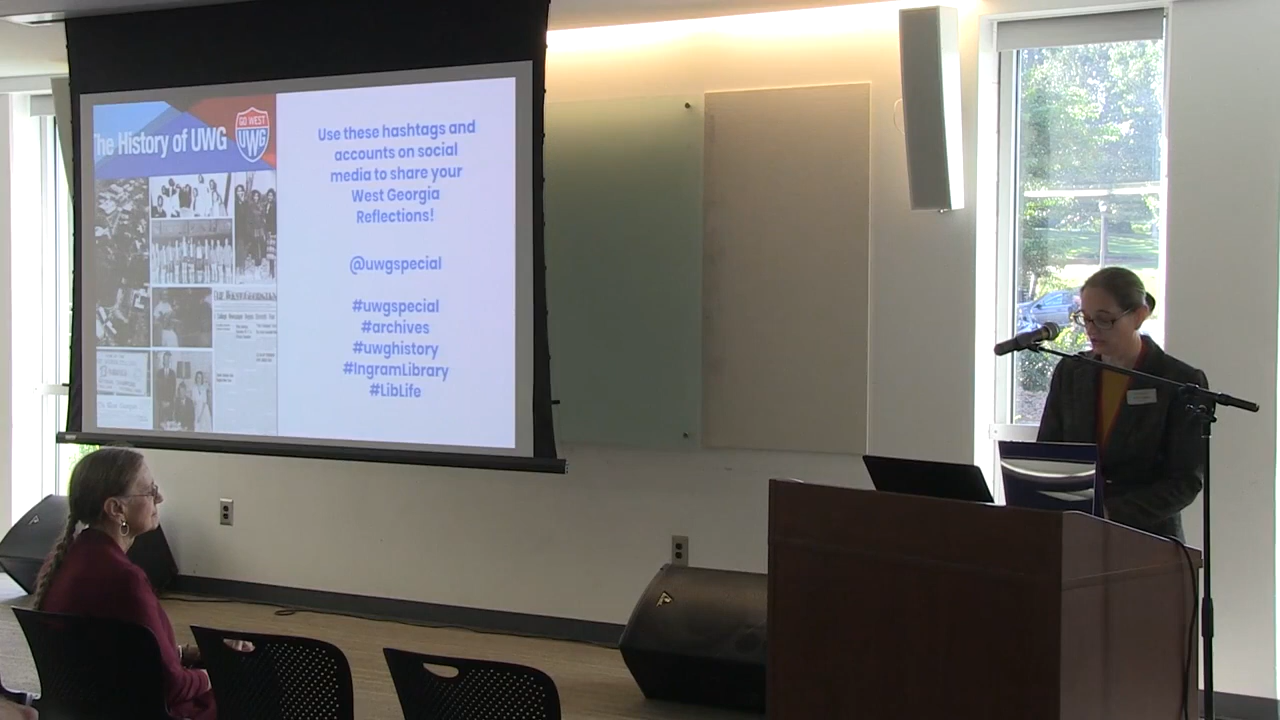 The History of UWG
GO WEST
UWG
Use these hashtags and
accounts on social
media to share your
West Georgia
Reflections!
@uwgspecial
#uwgspecial
#archives
#uwghistory
#IngramLibrary
#LibLife